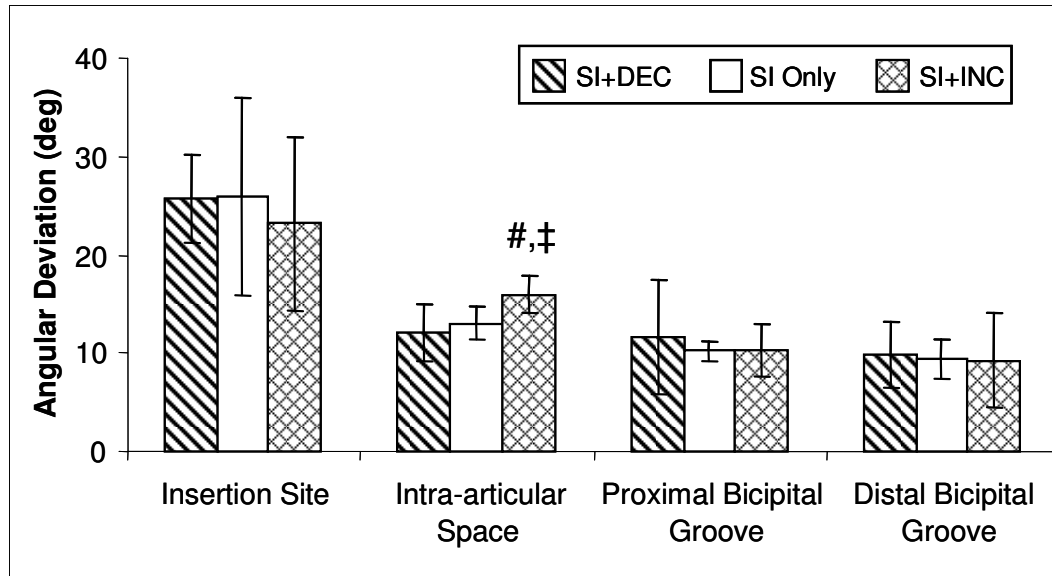 40
SI+DEC SI Only SI+INC
30
20
10
0
Angular Deviation (deg)
#,‡
Insertion Site
Intra-articular
Space
Proximal Bicipital
Groove
Distal Bicipital
Groove